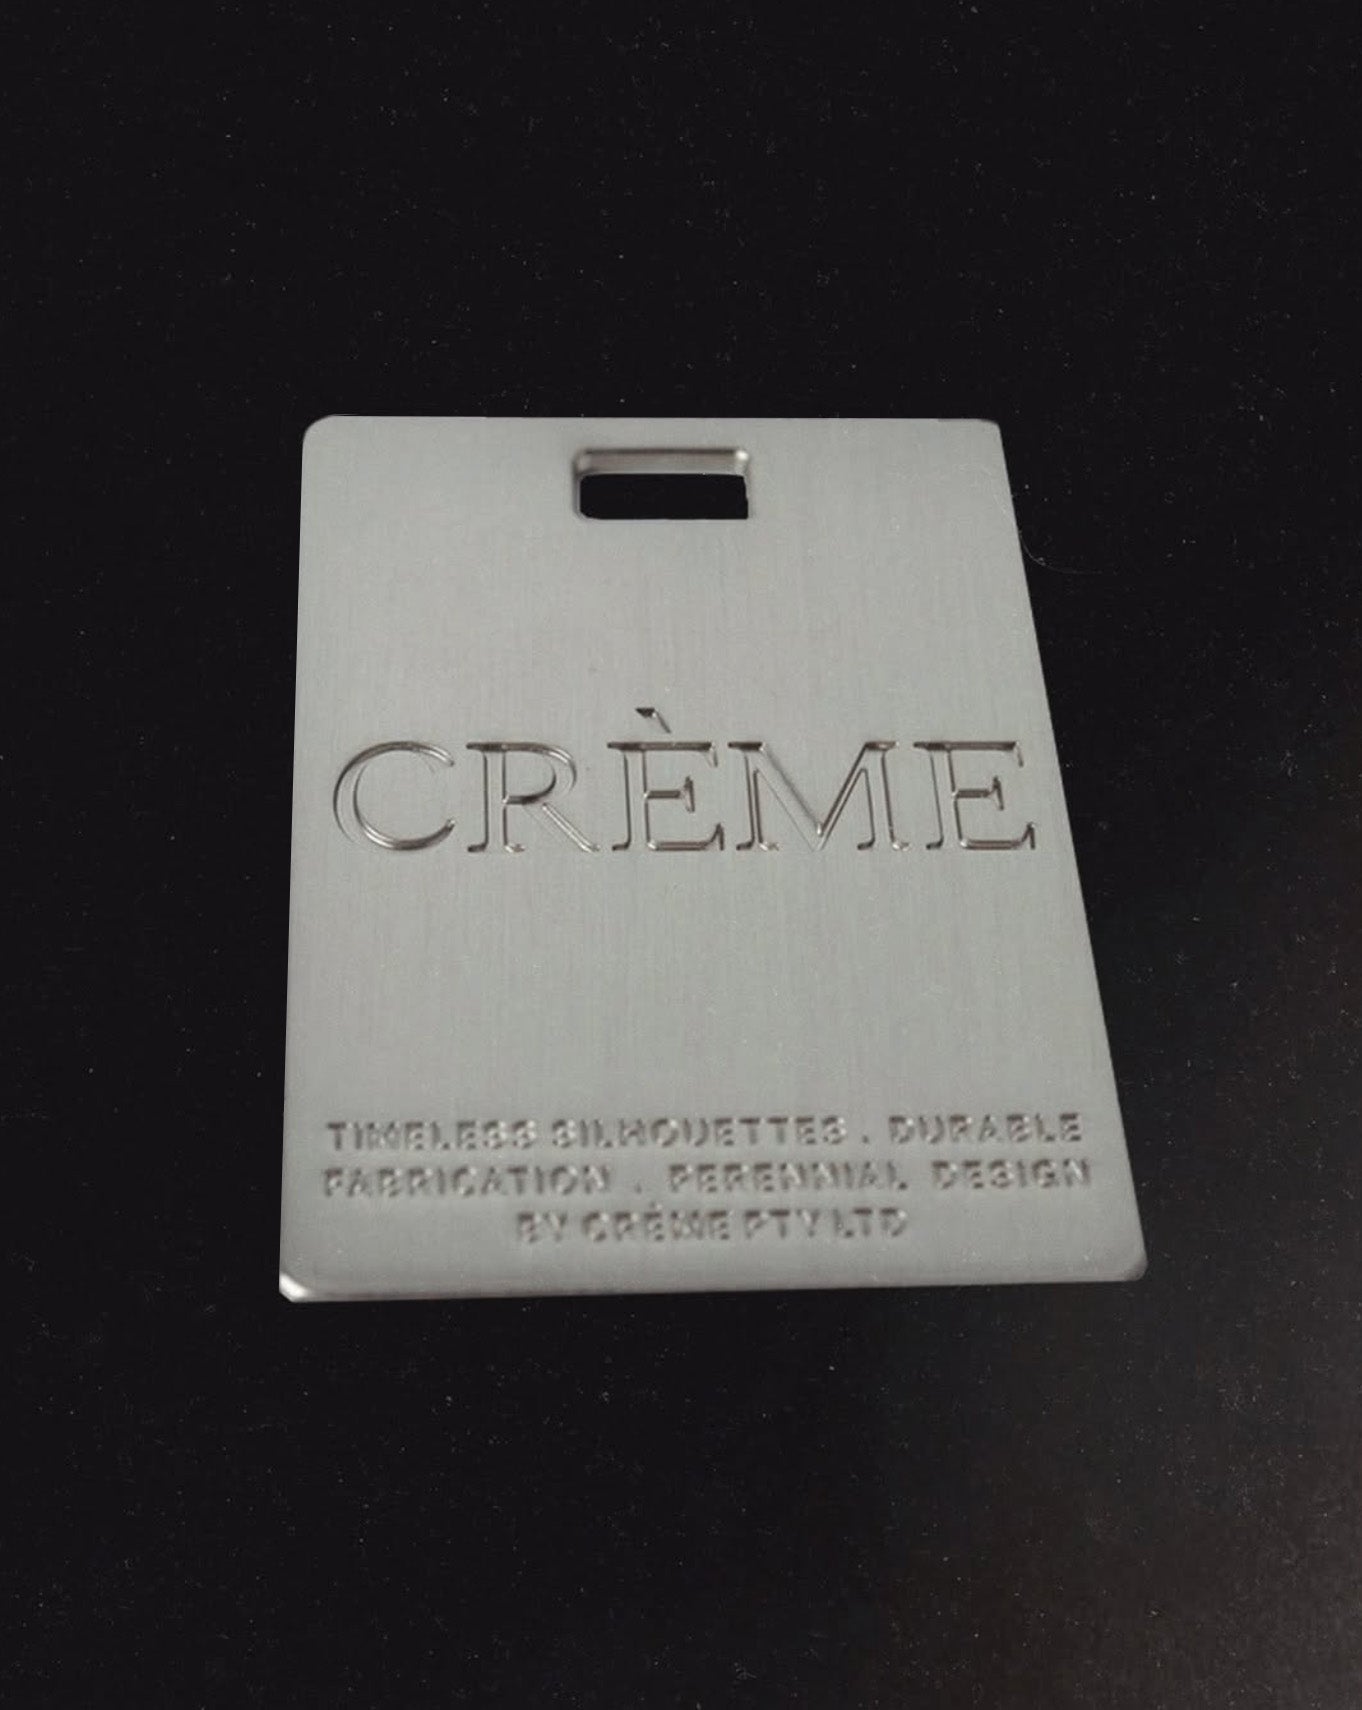 CRÈME
TIMELESS SILHOUETTES . DURABLE
FABRICATION . PERENNIAL DESIGN
BY CRÈME PTY LTD